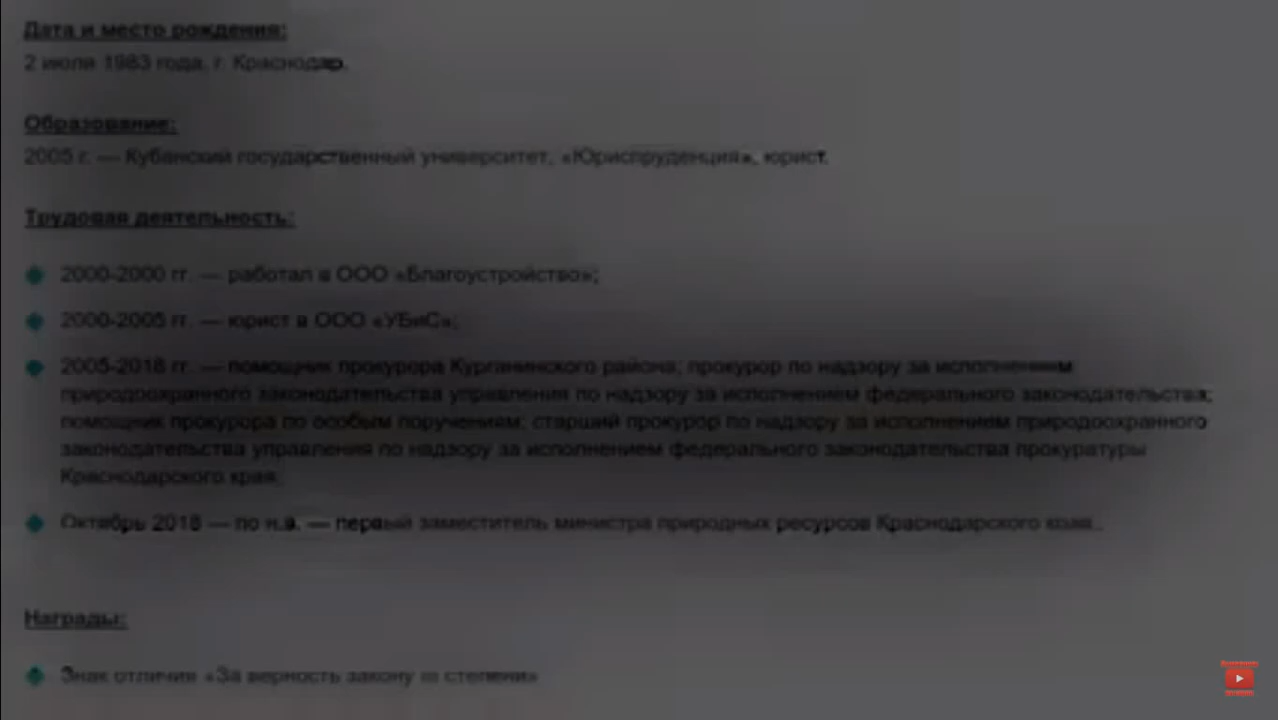 Дата и место рождения:
2 июля 1983 года, г. Краснодар.
Образование:
2005 г. — Кубанский государственный университет, «Юриспруденция», юрист.
Трудовая деятельность:
2000-2000 гг. — работал в ООО «Благоустройство»;
2000-2005 гг. — юрист в ООО «УБиС»;
2005-2018 гг. — помощник прокурора Курганинского района; прокурор по надзору за исполнением
природоохранного законодательства управления по надзору за исполнением федерального законодательства;
помощник прокурора по особым поручениям; старший прокурор по надзору за исполнением природоохранного
законодательства управления по надзору за исполнением федерального законодательства прокуратуры
Краснодарского края.
Октябрь 2018 — по н.в. — первый заместитель министра природных ресурсов Краснодарского края.
Награды:
Знак отличия «За верность закону III степени»